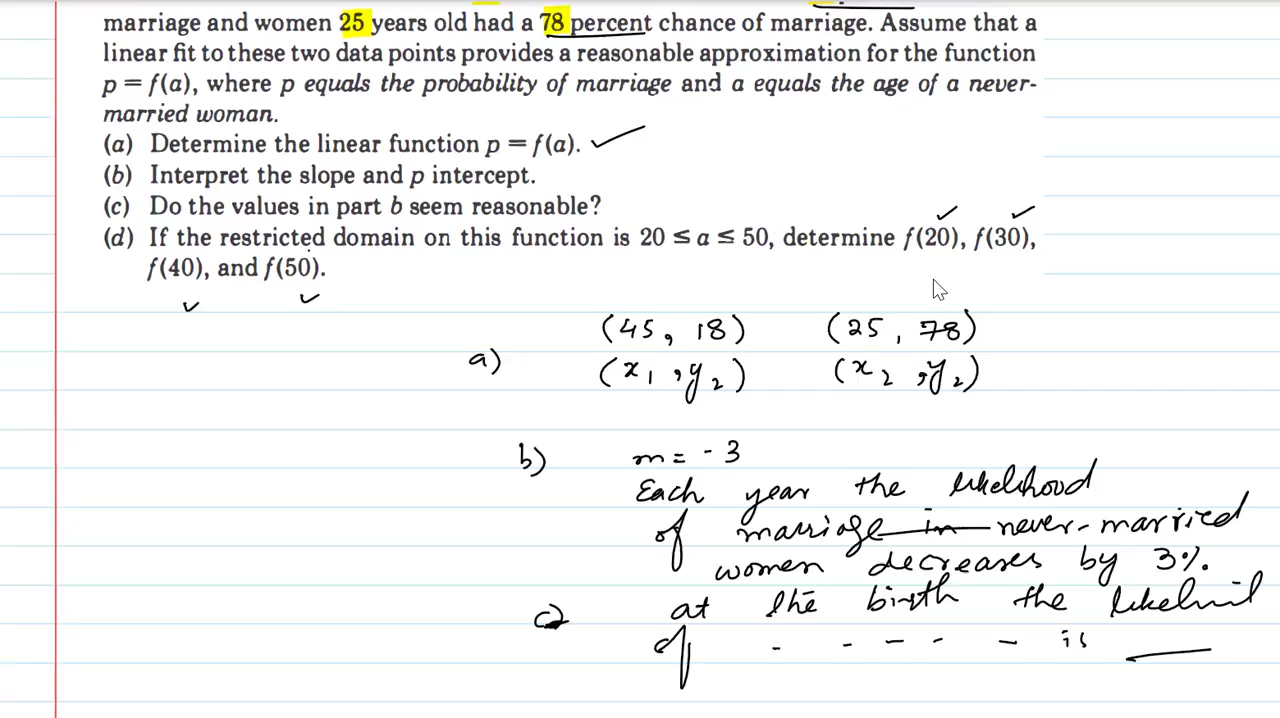 marriage and women 25 years old had a 78 percent chance of marriage. Assume that a
linear fit to these two data points provides a reasonable approximation for the function
p = f(a), where p equals the probability of marriage and a equals the age of a never-
married woman.
(a) Determine the linear function p = f(a).
(b) Interpret the slope and p intercept.
(c) Do the values in part b seem reasonable?
(d) If the restricted domain on this function is 20 ≤ a ≤ 50, determine f(20), f(30),
f(40), and f(50).
(45, 18) (25, 78)
a) (x₁, y₂) (x₂, y₂)
b) m = - 3
Each year the likelihood
of marriage in never-married
women decreases by 3%.
c) at the birth the
of - - - - - is